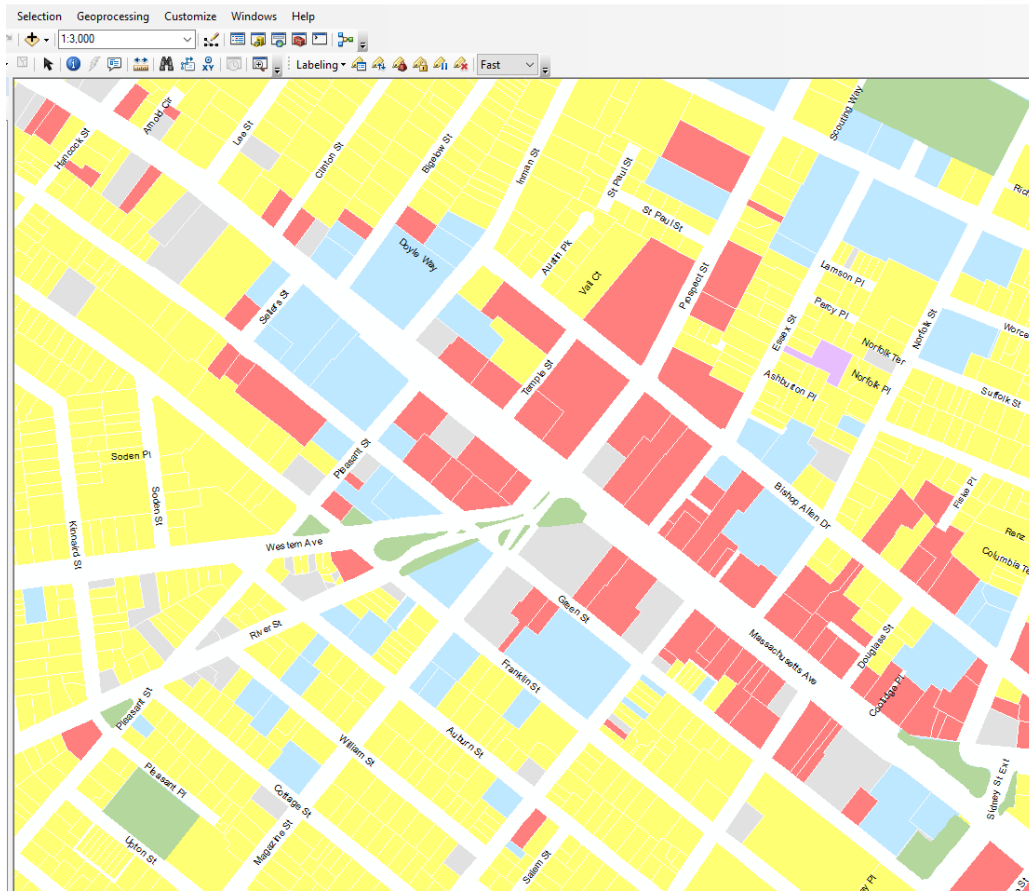 Selection Geoprocessing Customize Windows Help
1:3,000
Labeling Fast
Scouting Way
Arnold Cir
Hancock St
Lee St
Clinton St
Bigelow St
Inman St
St Paul St
St Paul St
Doyle Way
Austin Pk
Vail Ct
Prospect St
Lamson Pl
Percy Pl
Essex St
Norfolk St
Norfolk Ter
Norfolk Pl
Ashburton Pl
Suffolk St
Sellers St
Temple St
Soden Pl
Soden St
Pleasant St
Bishop Allen Dr
Fiske Pl
Kinnaird St
Western Ave
Green St
River St
Massachusetts Ave
Douglass St
Franklin St
Coolidge Pl
Pleasant St
William St
Auburn St
Pleasant Pl
Cottage St
Sidney St Ext
Upton St
Magazine St
Salem St